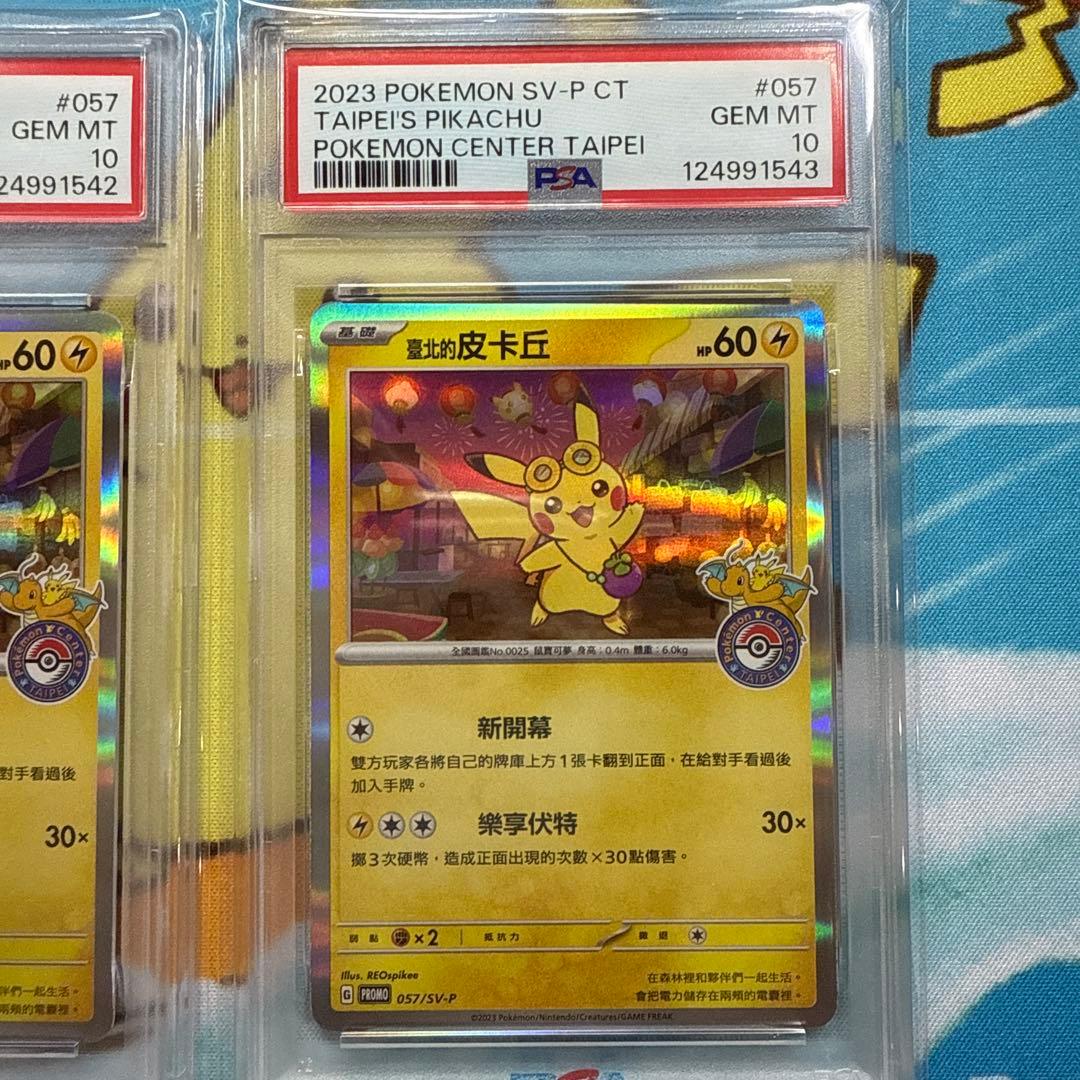 #057
GEM MT
10
24991542
HP60
Pokémon Center
TAIPEI
對手看過後
30×
件們一起生活。
兩頰的電囊裡。
2023 POKEMON SV-P CT
#057
TAIPEI'S PIKACHU
GEM MT
POKEMON CENTER TAIPEI
10
PSA
124991543
基礎
臺北的皮卡丘
HP60
全國圖鑑No.0025 鼠寶可夢 身高：0.4m 體重：6.0kg
Pokémon Center
TAIPEI
新開幕
雙方玩家各將自己的牌庫上方1張卡翻到正面，在給對手看過後
加入手牌。
樂享伏特
30×
擲3次硬幣，造成正面出現的次數×30點傷害。
弱點 ×2
抵抗力
撤退
Illus. REOspikee
G PROMO 057/SV-P
在森林裡和夥伴們一起生活。
會把電力儲存在兩頰的電囊裡。
©2023 Pokémon/Nintendo/Creatures/GAME FREAK
PSA